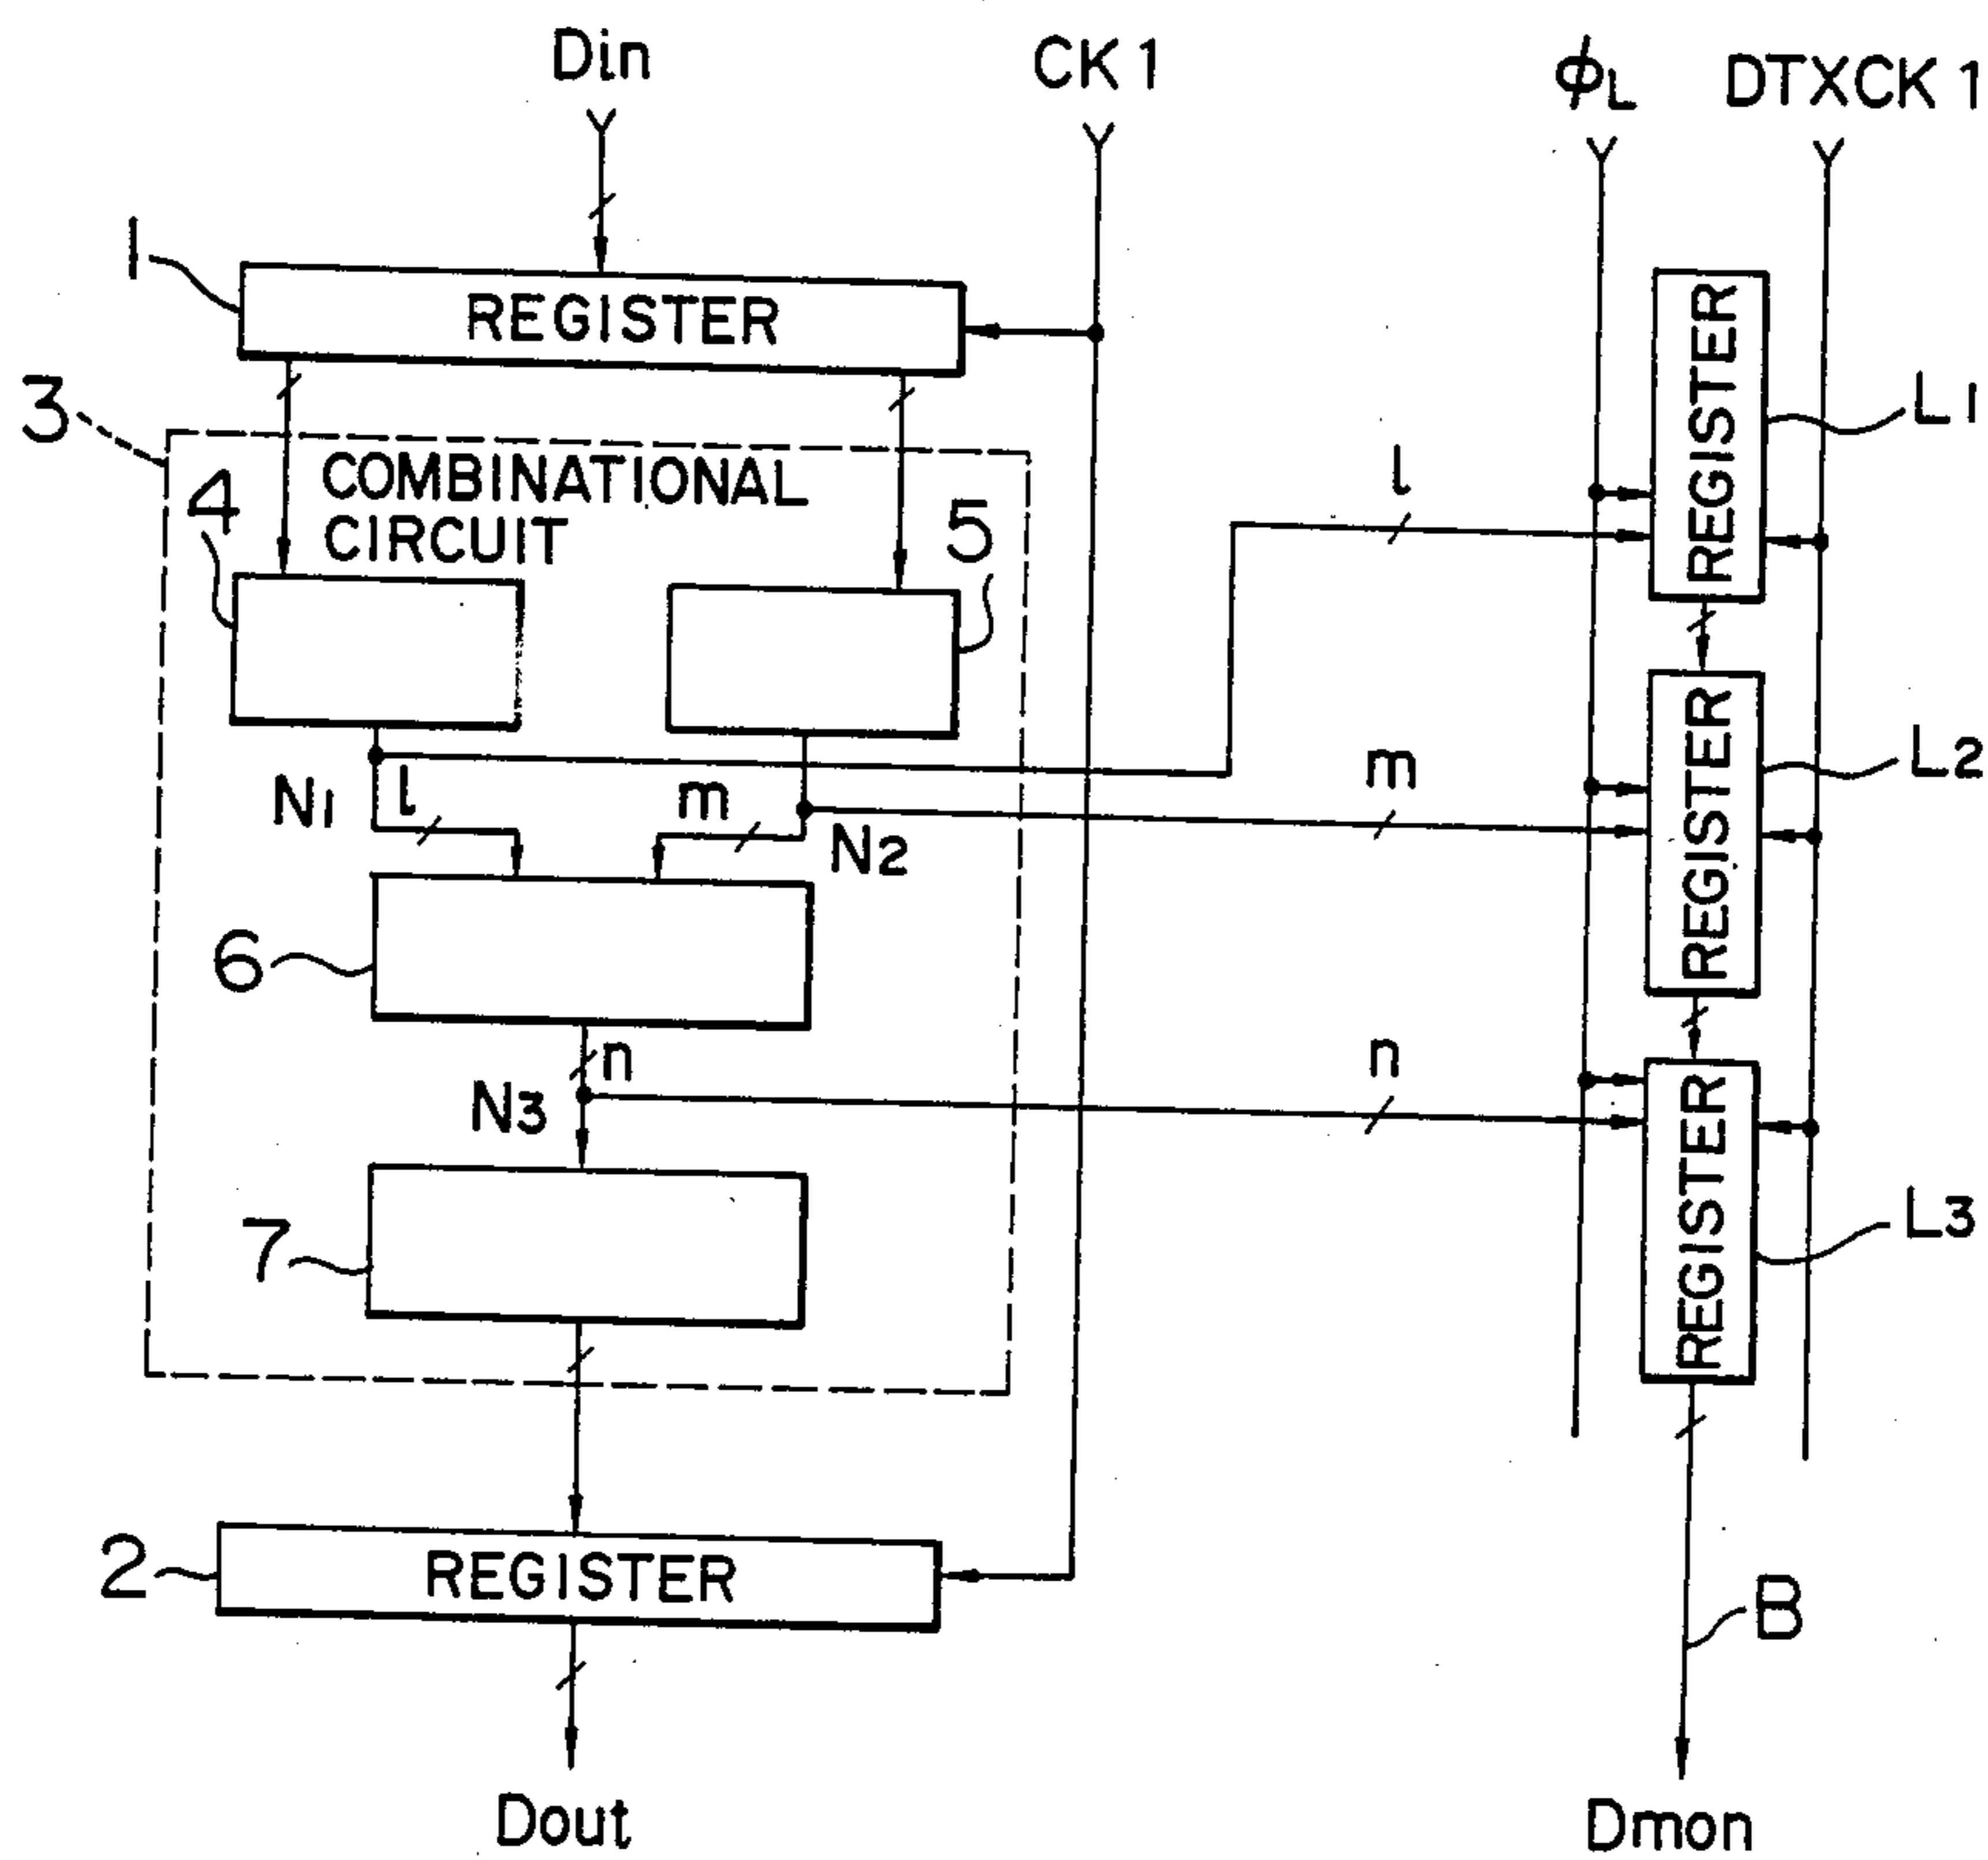 Din
CK1
ϕL
DTXCK1
1
REGISTER
3
COMBINATIONAL
CIRCUIT
4
5
l
REGISTER
L1
N1
l
m
N2
m
REGISTER
L2
6
n
N3
n
REGISTER
L3
7
2
REGISTER
B
Dout
Dmon